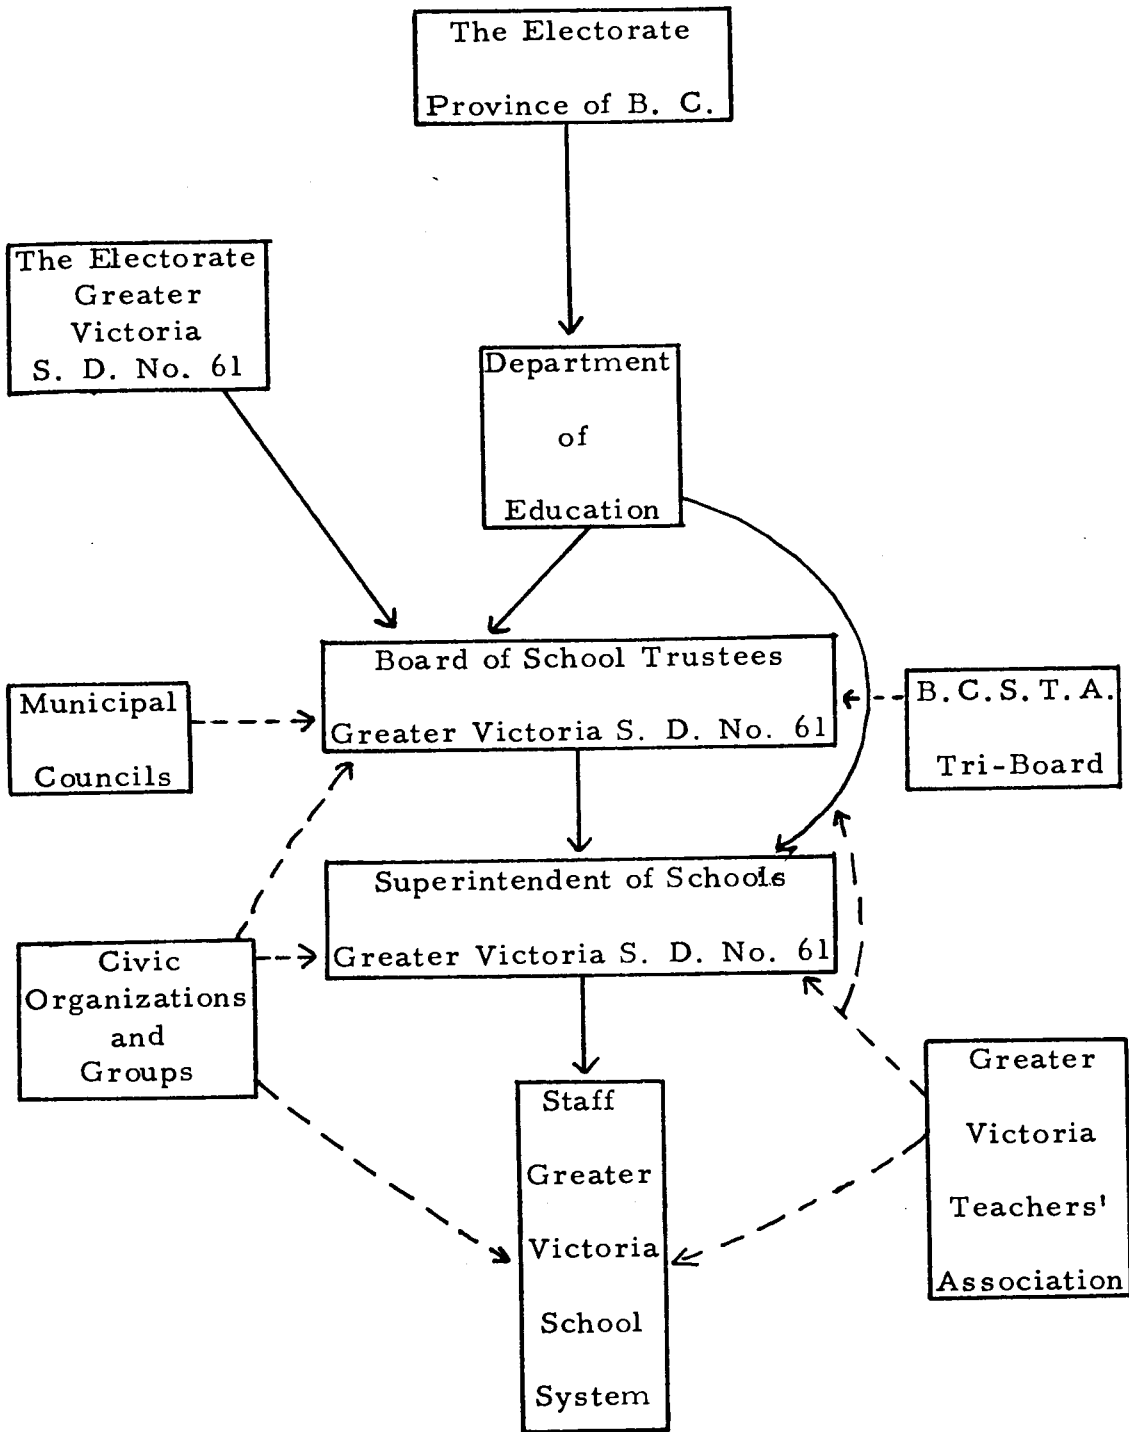 The Electorate
Province of B. C.
The Electorate
Greater
Victoria
S. D. No. 61
Department
of
Education
Board of School Trustees
Greater Victoria S. D. No. 61
Municipal
Councils
B. C. S. T. A.
Tri-Board
Superintendent of Schools
Greater Victoria S. D. No. 61
Civic
Organizations
and
Groups
Staff
Greater
Victoria
School
System
Greater
Victoria
Teachers'
Association